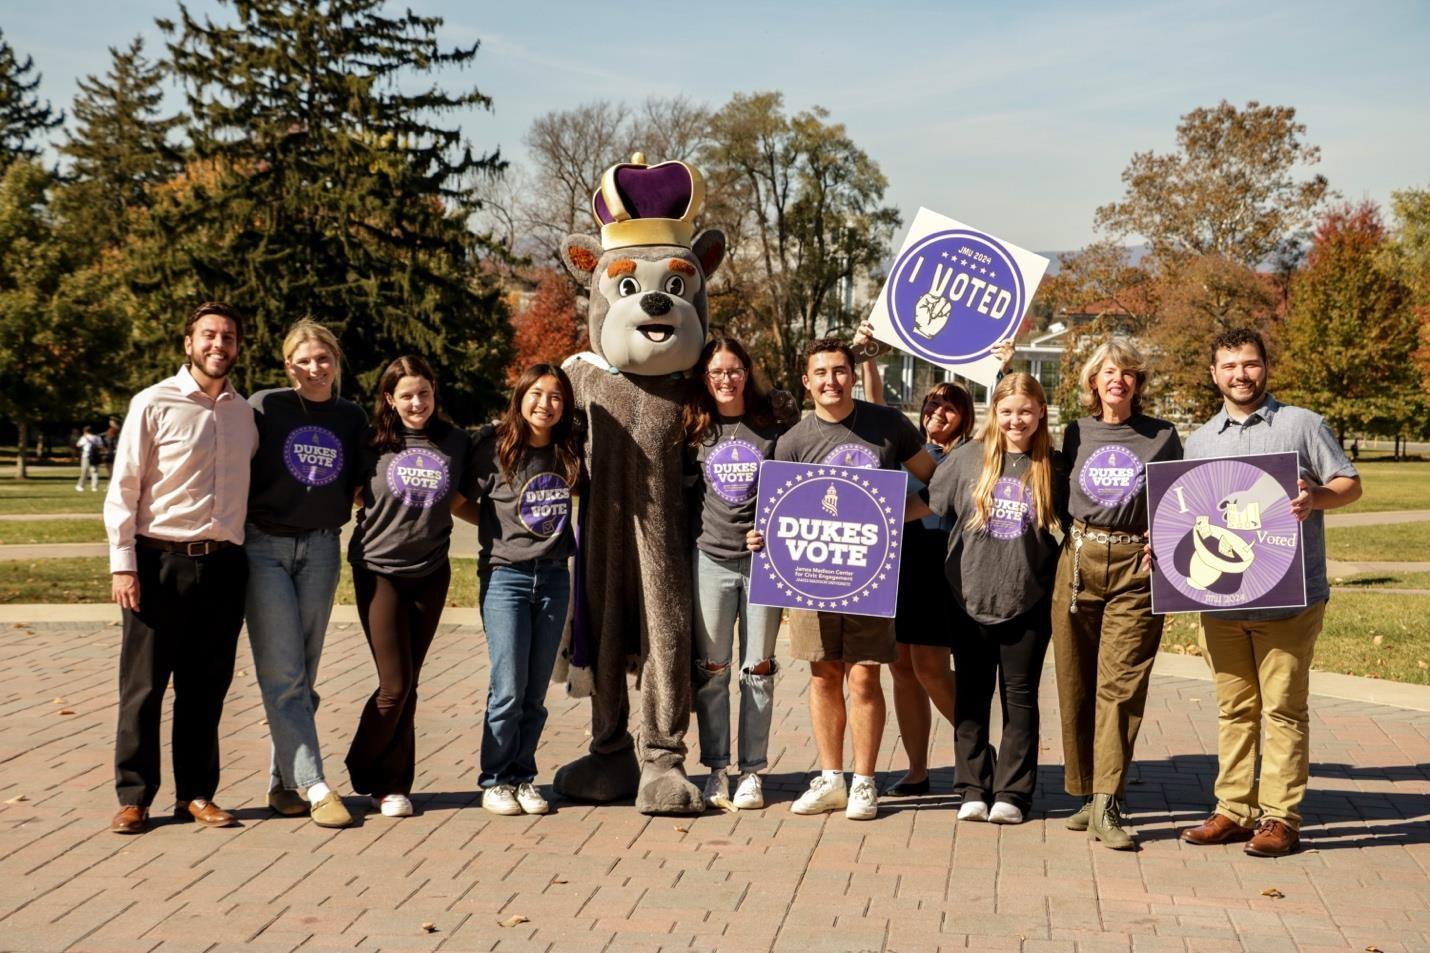 JMU 2024
I VOTED
DUKES
VOTE
DUKES
VOTE
DUKES
VOTE
DUKES
VOTE
DUKES
VOTE
DUKES
VOTE
James Madison Center
for Civic Engagement
JAMES MADISON UNIVERSITY
DUKES
VOTE
I
Voted
JMU 2024